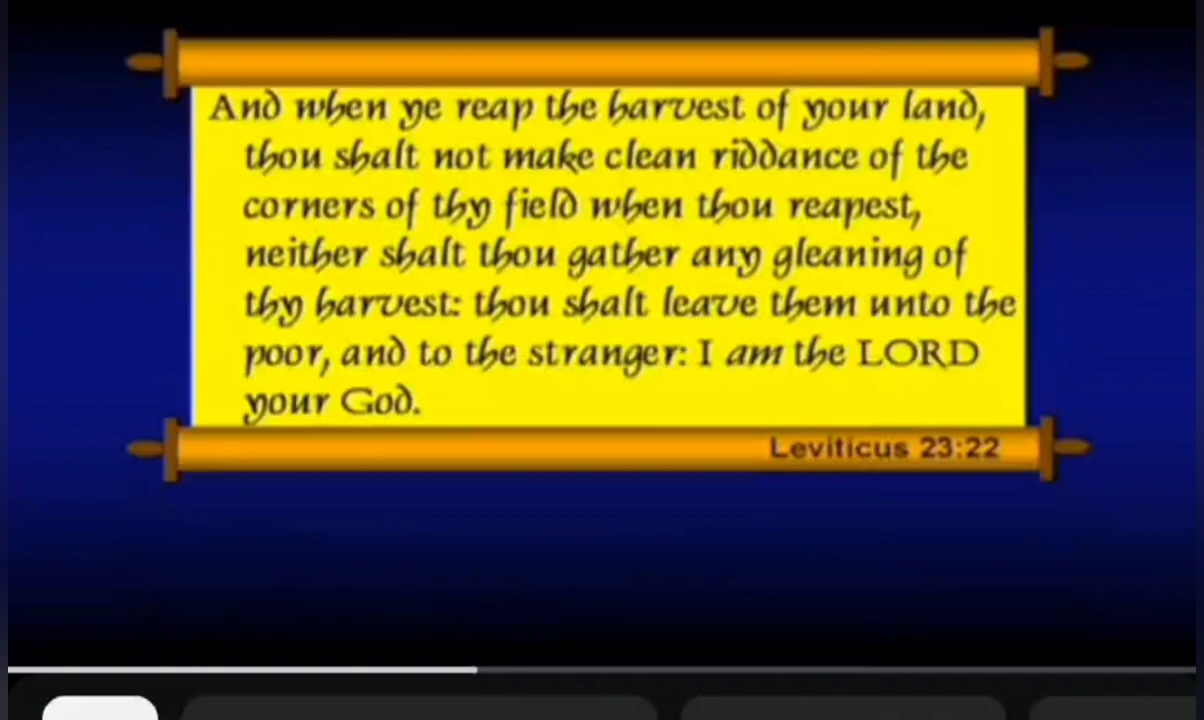 And when ye reap the harvest of your land,
thou shalt not make clean riddance of the
corners of thy field when thou reapest,
neither shalt thou gather any gleaning of
thy harvest: thou shalt leave them unto the
poor, and to the stranger: I am the LORD
your God.
Leviticus 23:22